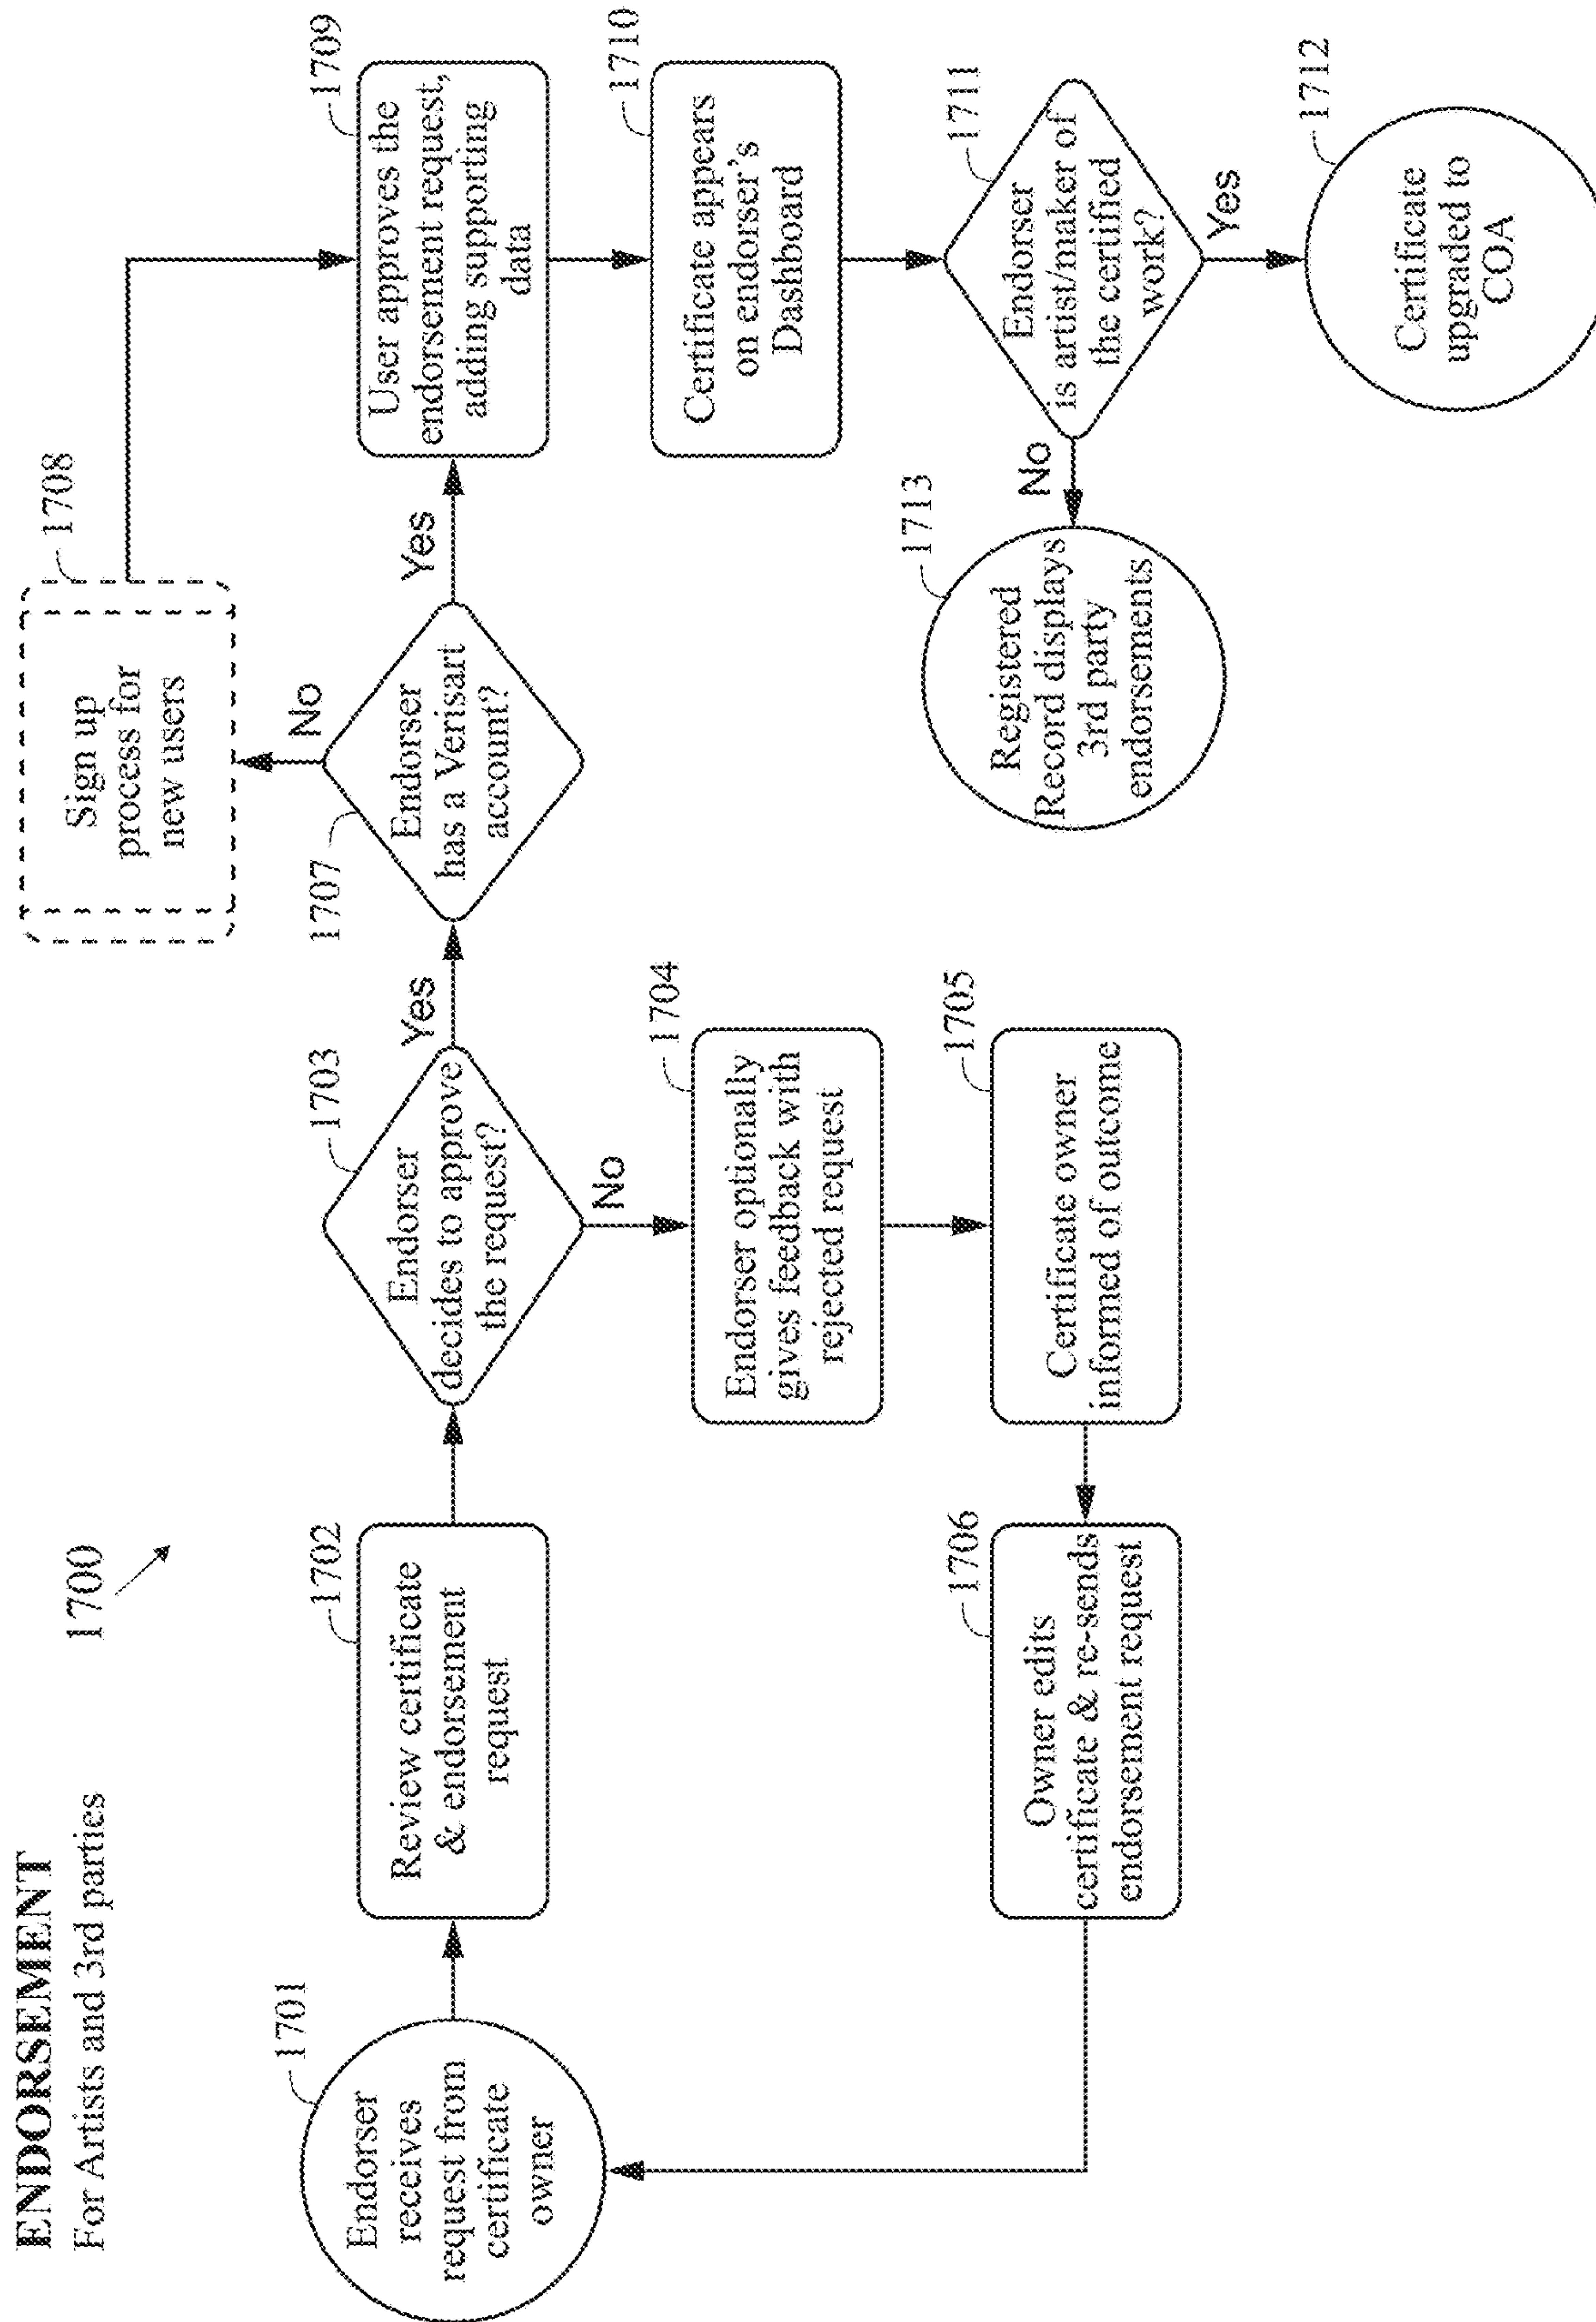 ENDORSEMENT
For Artists and 3rd parties
1700
1701
Endorser
receives
request from
certificate
owner
1702
Review certificate
& endorsement
request
1703
Endorser
decides to approve
the request?
Yes
No
1704
Endorser optionally
gives feedback with
rejected request
1705
Certificate owner
informed of outcome
1706
Owner edits
certificate & re-sends
endorsement request
1707
Endorser
has a Verisart
account?
No
Yes
1708
Sign up
process for
new users
1709
User approves the
endorsement request,
adding supporting
data
1710
Certificate appears
on endorser's
Dashboard
1711
Endorser
is artist/maker of
the certified
work?
No
Yes
1712
Certificate
upgraded to
COA
1713
Registered
Record displays
3rd party
endorsements